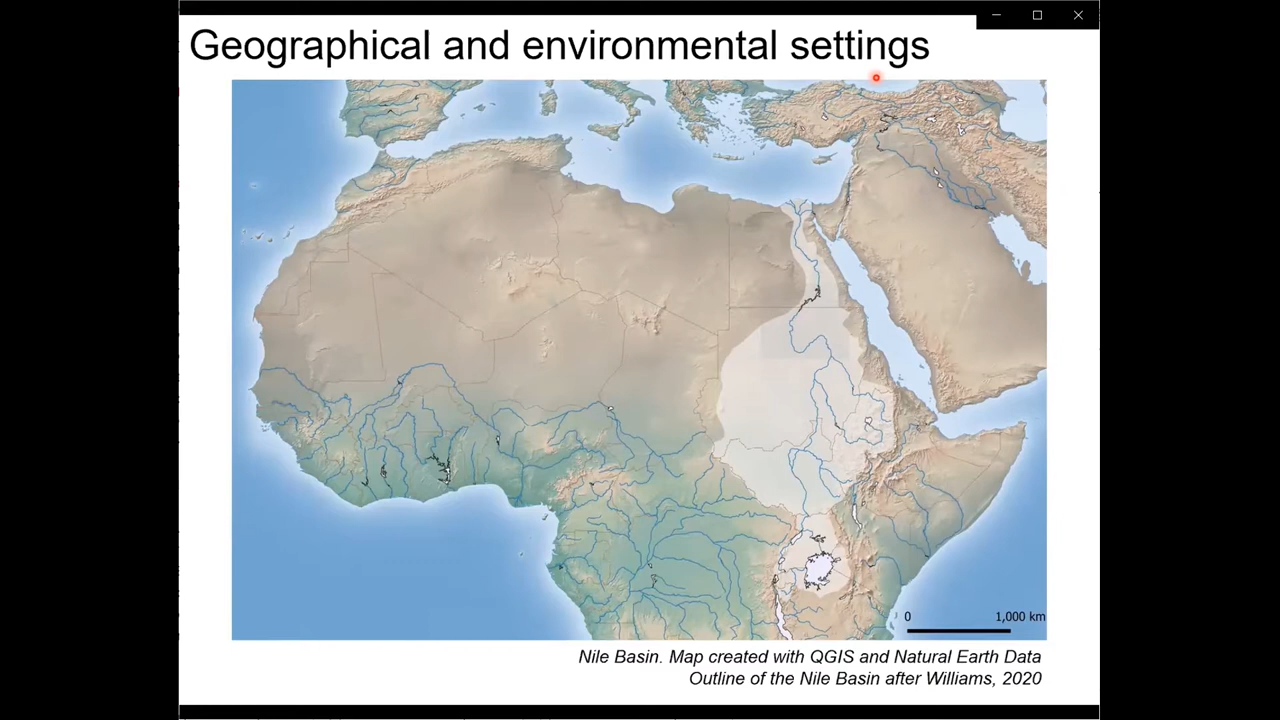 Geographical and environmental settings
0 1,000 km
Nile Basin. Map created with QGIS and Natural Earth Data
Outline of the Nile Basin after Williams, 2020